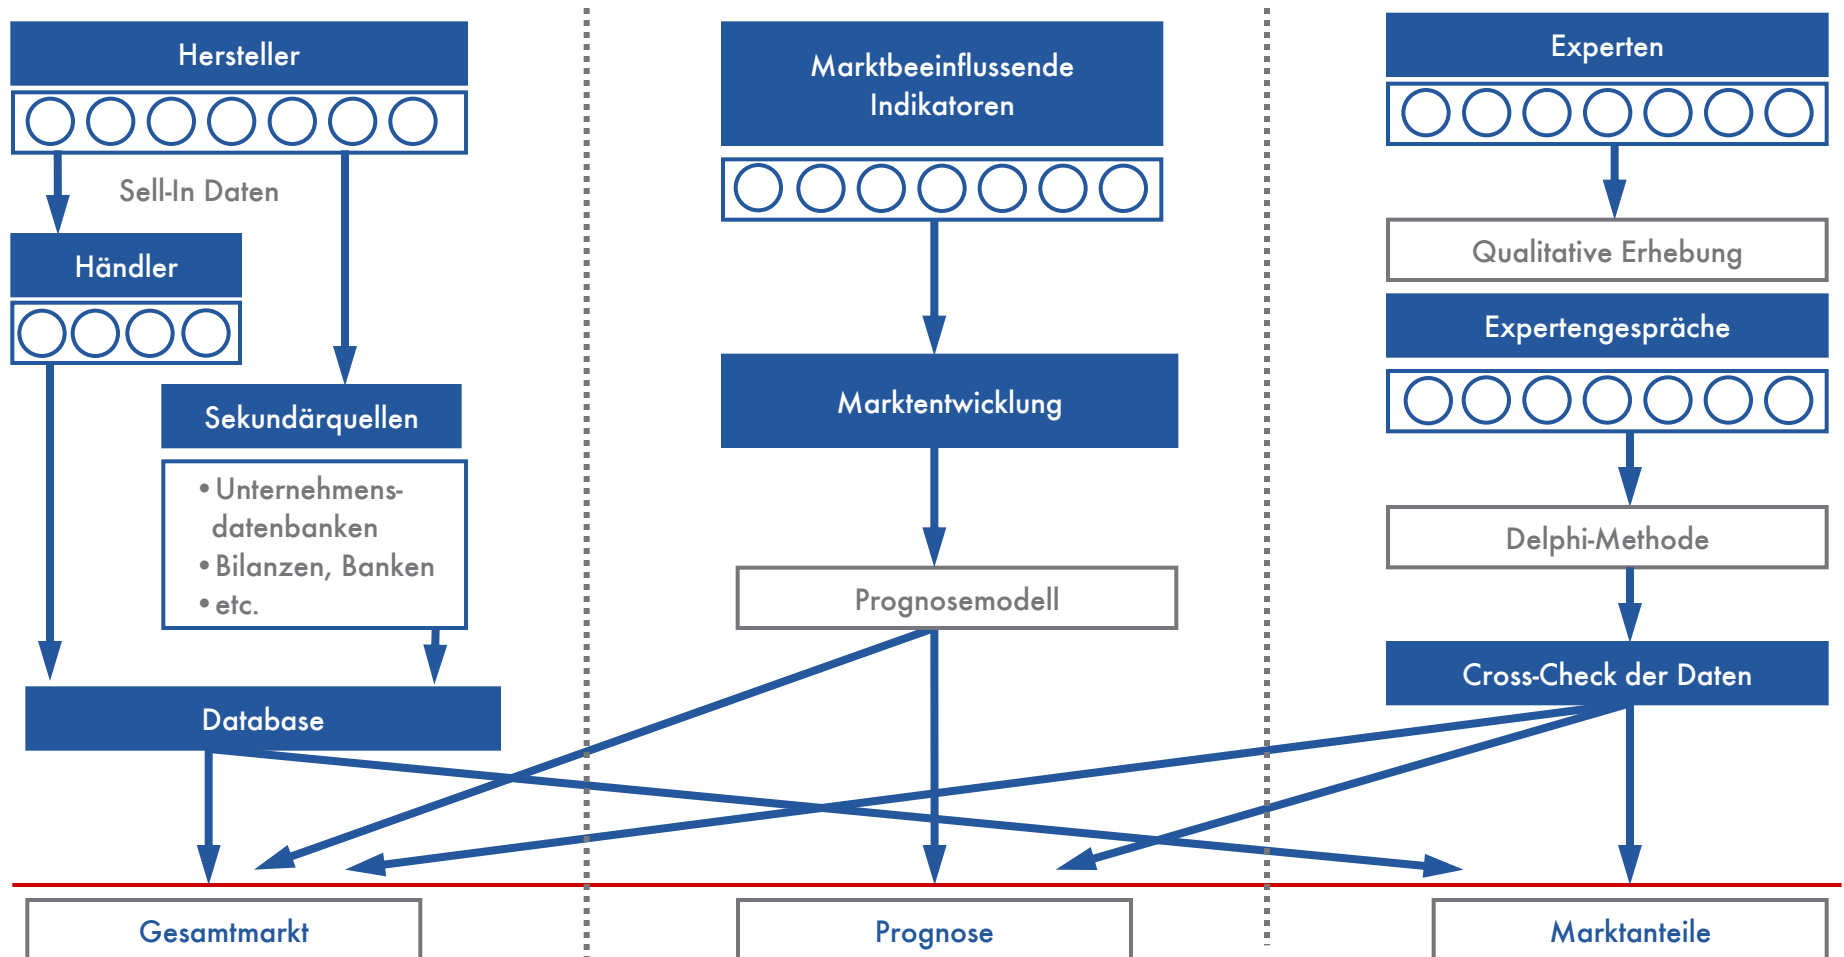 Hersteller
Sell-In Daten
Händler
Sekundärquellen
•Unternehmens-
datenbanken
•Bilanzen, Banken
•etc.
Database
Gesamtmarkt
Marktbeeinflussende
Indikatoren
Marktentwicklung
Prognosemodell
Prognose
Experten
Qualitative Erhebung
Expertengespräche
Delphi-Methode
Cross-Check der Daten
Marktanteile